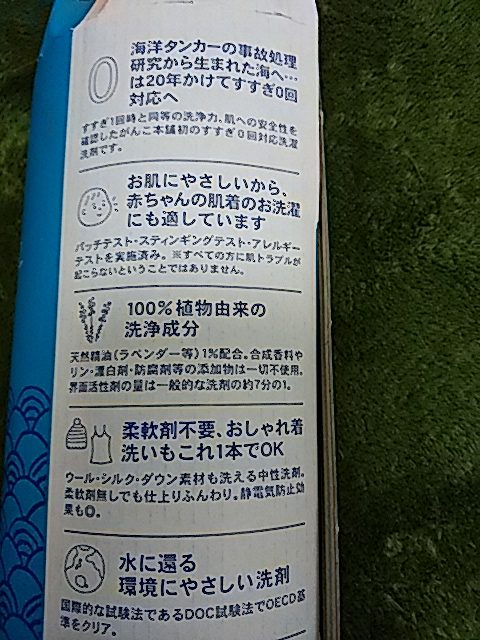 海洋タンカーの事故処理
研究から生まれた海へ…
は20年かけてすすぎ0回
対応へ
すすぎ1回時と同等の洗浄力、肌への安全性を
確認したがんこ本舗初のすすぎ0回対応洗濯
洗剤です。
お肌にやさしいから、
赤ちゃんの肌着のお洗濯
にも適しています
パッチテスト・スティンギングテスト・アレルギー
テストを実施済み。※すべての方に肌トラブルが
起こらないということではありません。
100%植物由来の
洗浄成分
天然精油(ラベンダー等)1%配合。合成香料や
リン・漂白剤・防腐剤等の添加物は一切不使用。
界面活性剤の量は一般的な洗剤の約7分の1。
柔軟剤不要、おしゃれ着
洗いもこれ1本でOK
ウール・シルク・ダウン素材も洗える中性洗剤。
柔軟剤無しでも仕上りふんわり。静電気防止効
果も◎。
水に還る
環境にやさしい洗剤
国際的な試験法であるDOC試験法でOECD基
準をクリア。